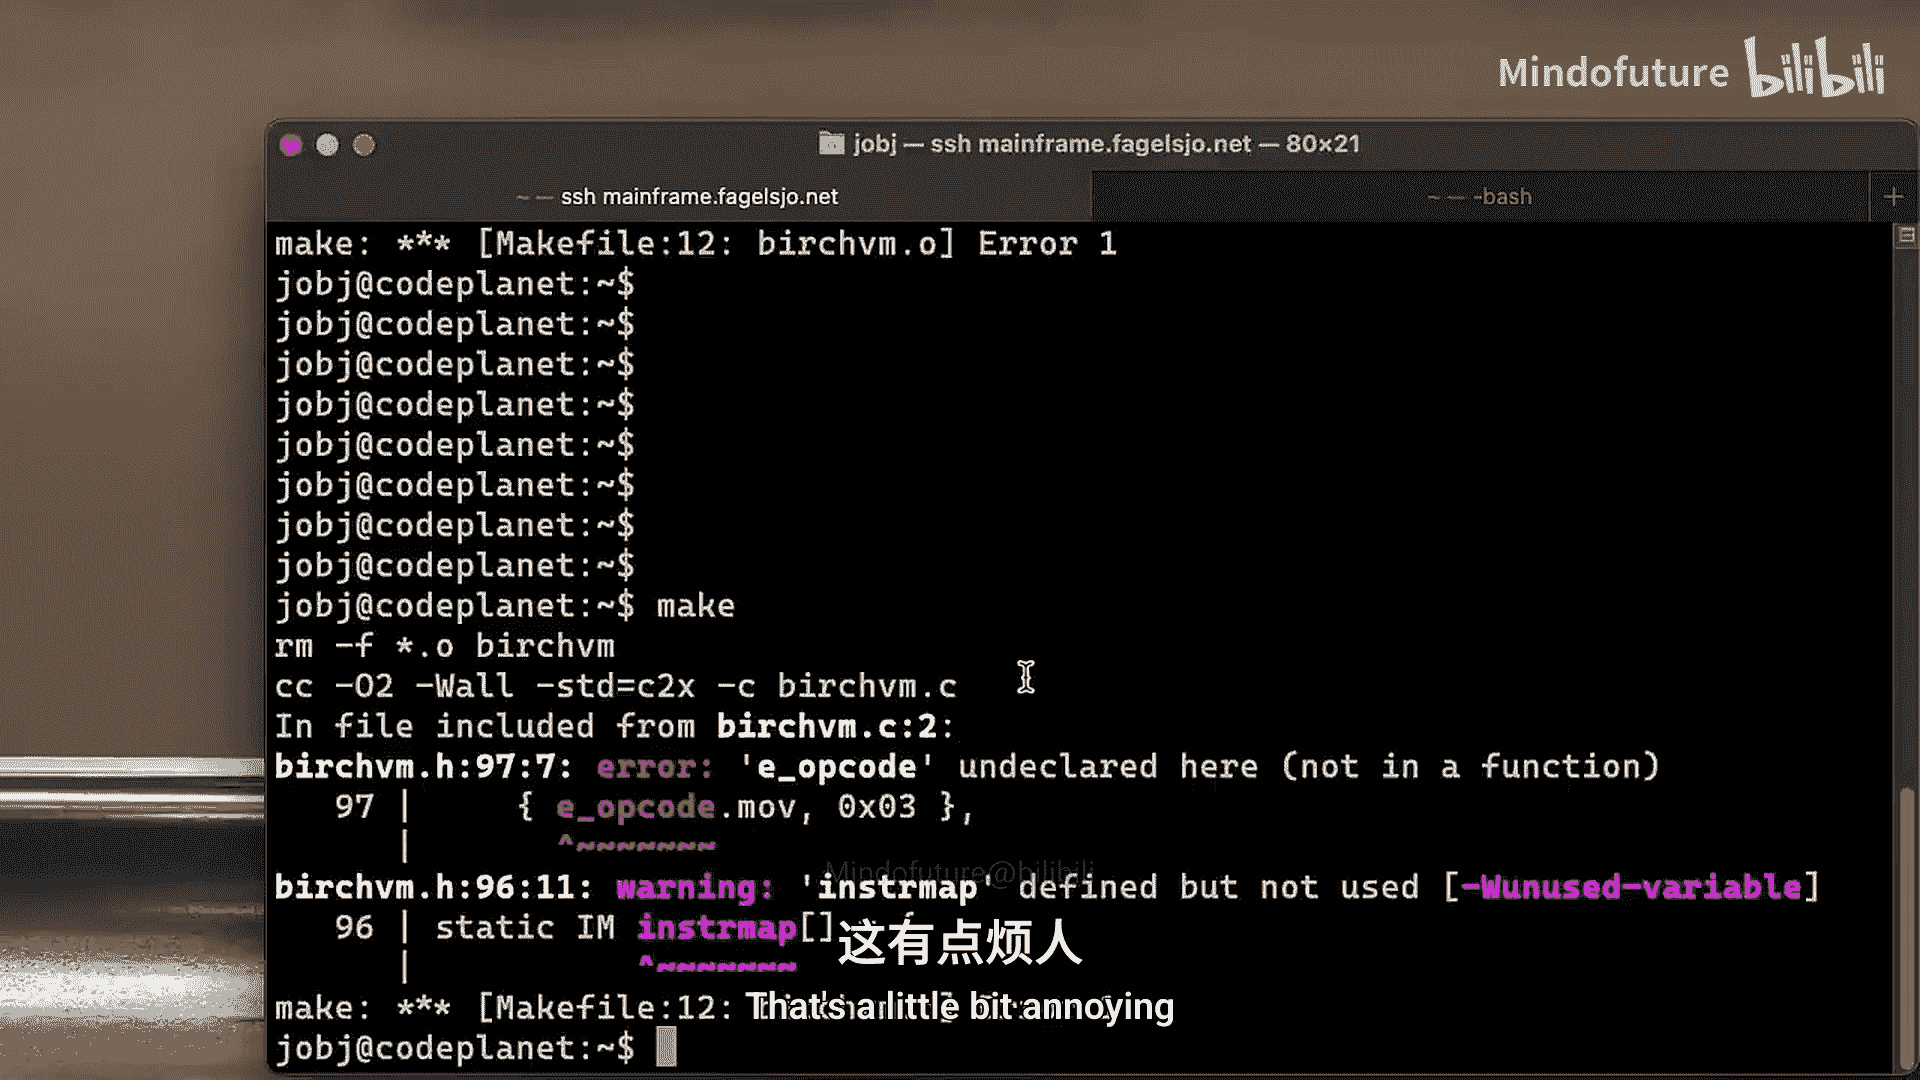 Mindofuture bilibili
jobj — ssh mainframe.fagelsjo.net — 80×21
~ — ssh mainframe.fagelsjo.net
~ — -bash
+
make: *** [Makefile:12: birchvm.o] Error 1
jobj@codeplanet:~$
jobj@codeplanet:~$
jobj@codeplanet:~$
jobj@codeplanet:~$
jobj@codeplanet:~$
jobj@codeplanet:~$
jobj@codeplanet:~$
jobj@codeplanet:~$
jobj@codeplanet:~$ make
rm -f *.o birchvm
cc -O2 -Wall -std=c2x -c birchvm.c
In file included from birchvm.c:2:
birchvm.h:97:7: error: 'e_opcode' undeclared here (not in a function)
97 | { e_opcode.mov, 0x03 },
| ^~~~~~~~
Mindofuture@bilibili
birchvm.h:96:11: warning: 'instrmap' defined but not used [-Wunused-variable]
96 | static IM instrmap[]
| ^~~~~~~~
这有点烦人
make: *** [Makefile:12:
That's a little bit annoying
jobj@codeplanet:~$